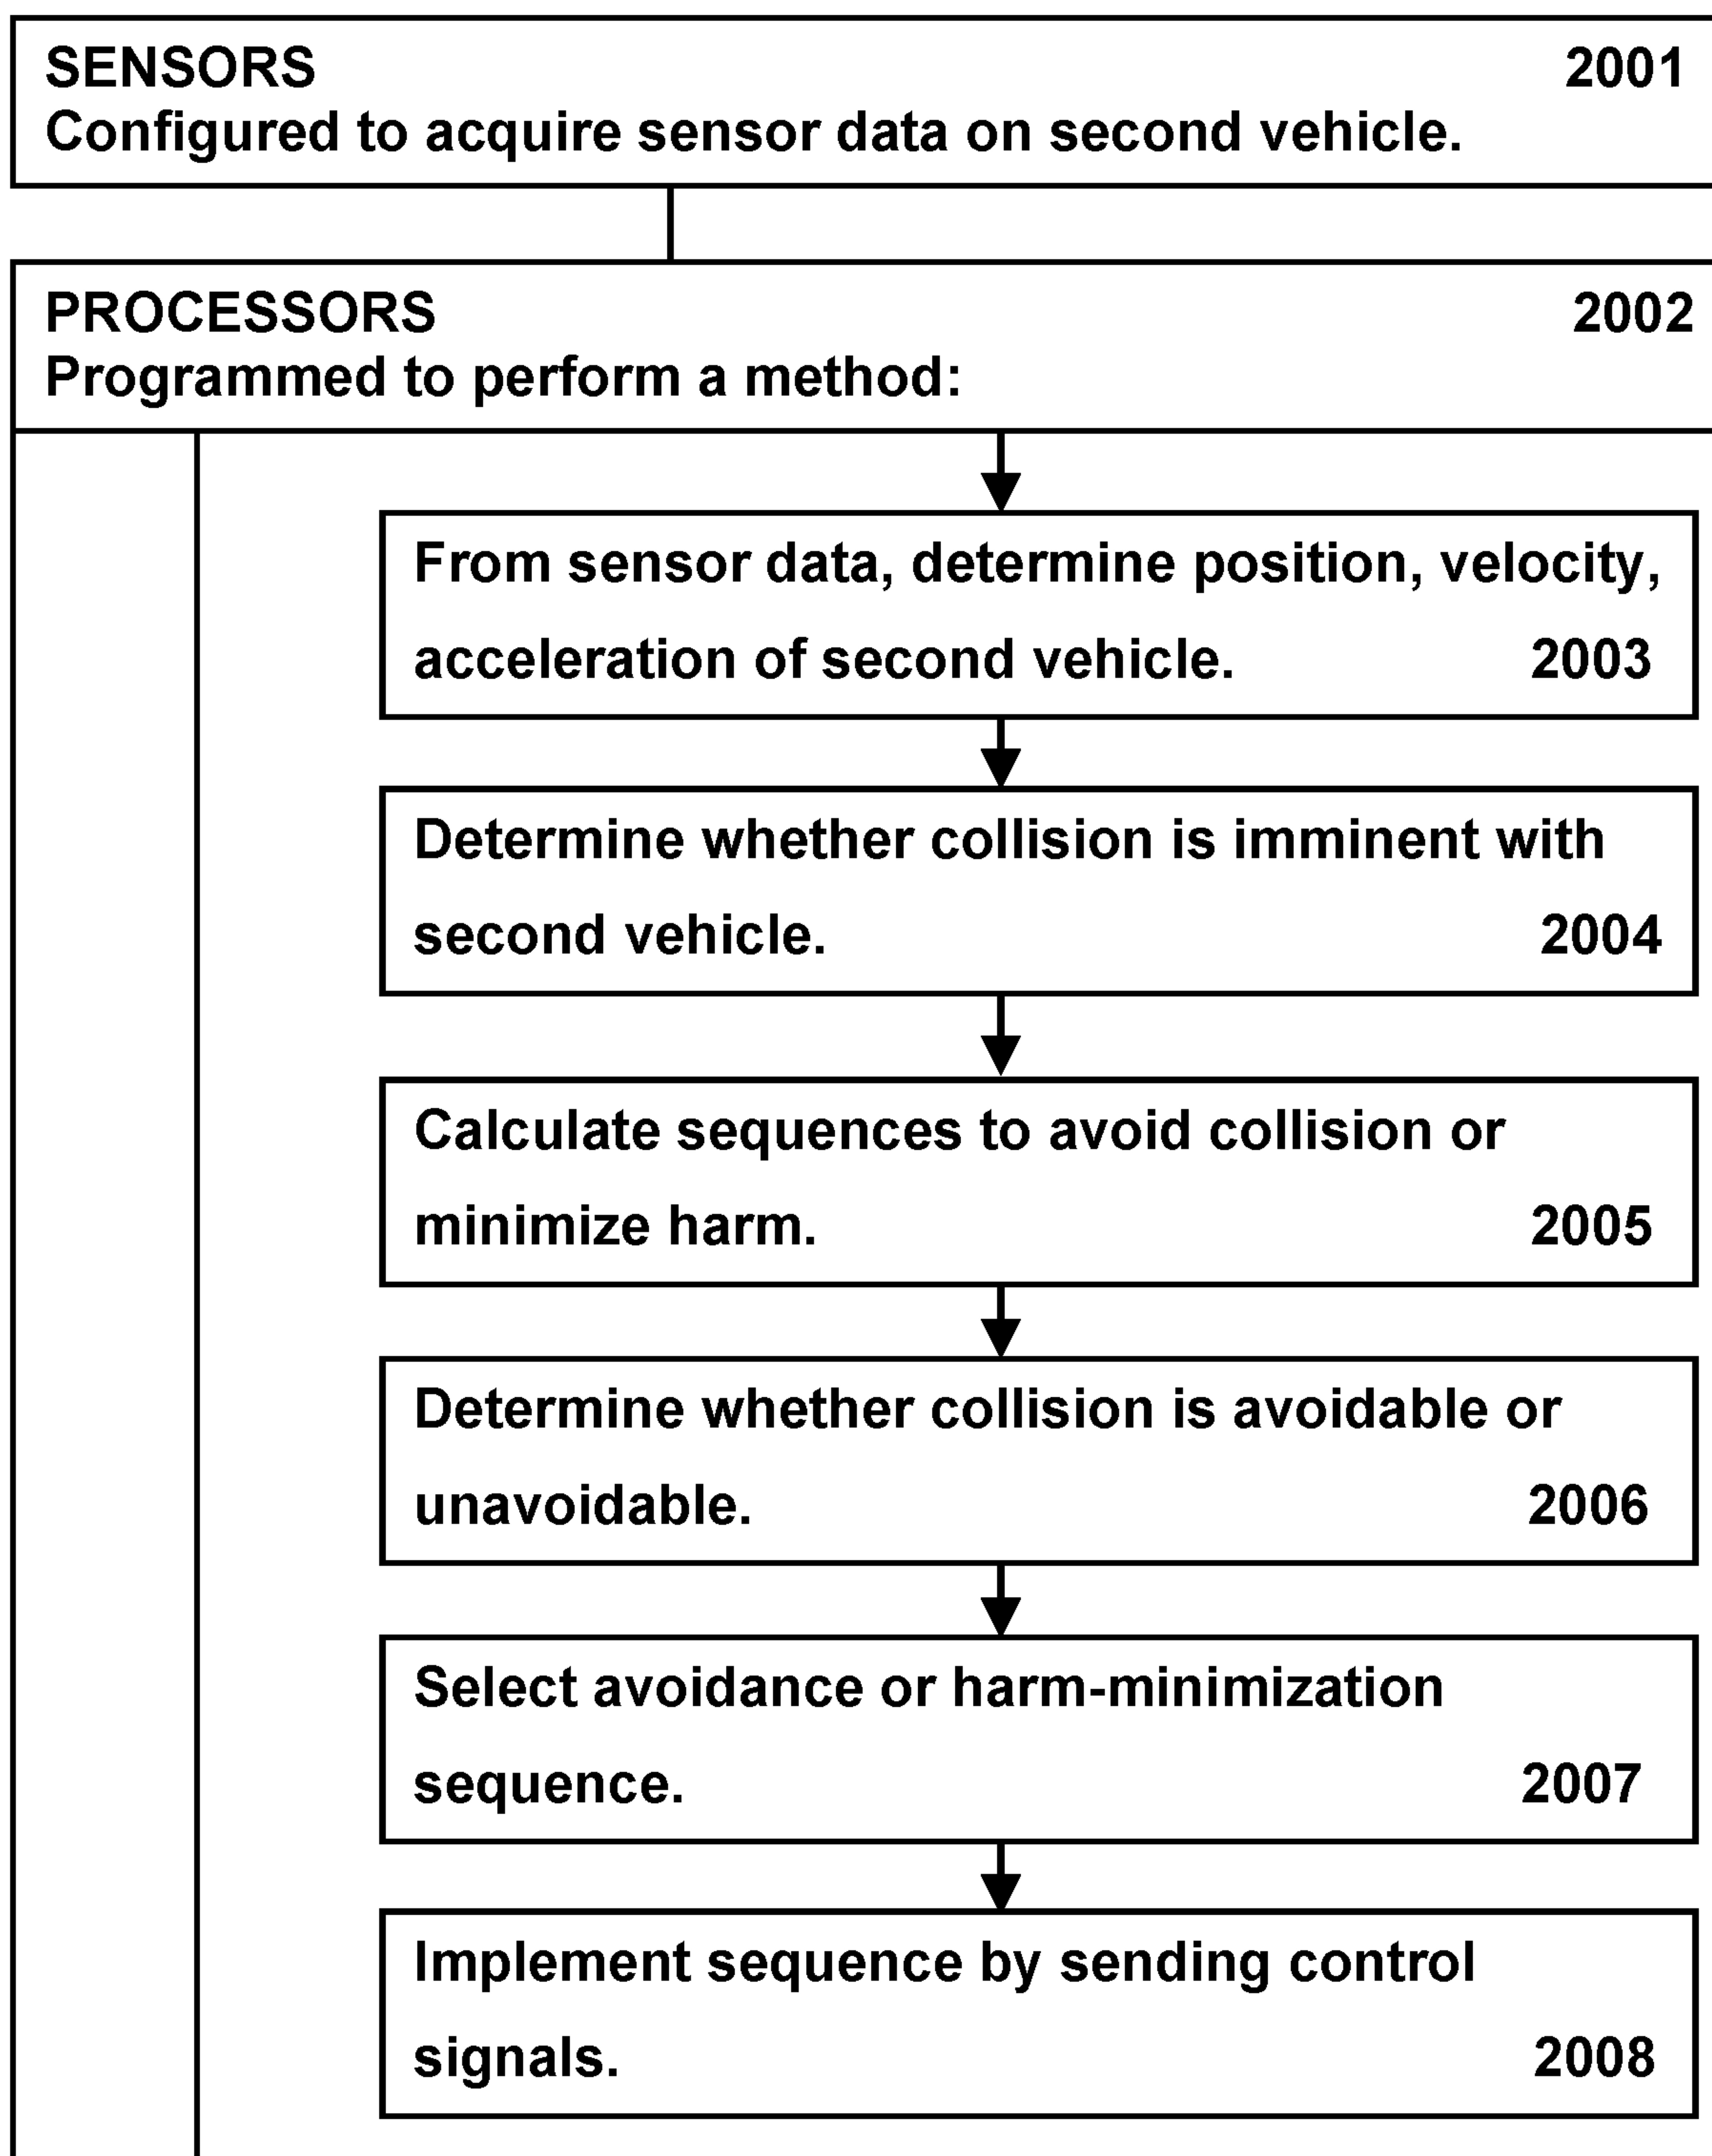 SENSORS 2001
Configured to acquire sensor data on second vehicle.
PROCESSORS 2002
Programmed to perform a method:
From sensor data, determine position, velocity,
acceleration of second vehicle. 2003
Determine whether collision is imminent with
second vehicle. 2004
Calculate sequences to avoid collision or
minimize harm. 2005
Determine whether collision is avoidable or
unavoidable. 2006
Select avoidance or harm-minimization
sequence. 2007
Implement sequence by sending control
signals. 2008